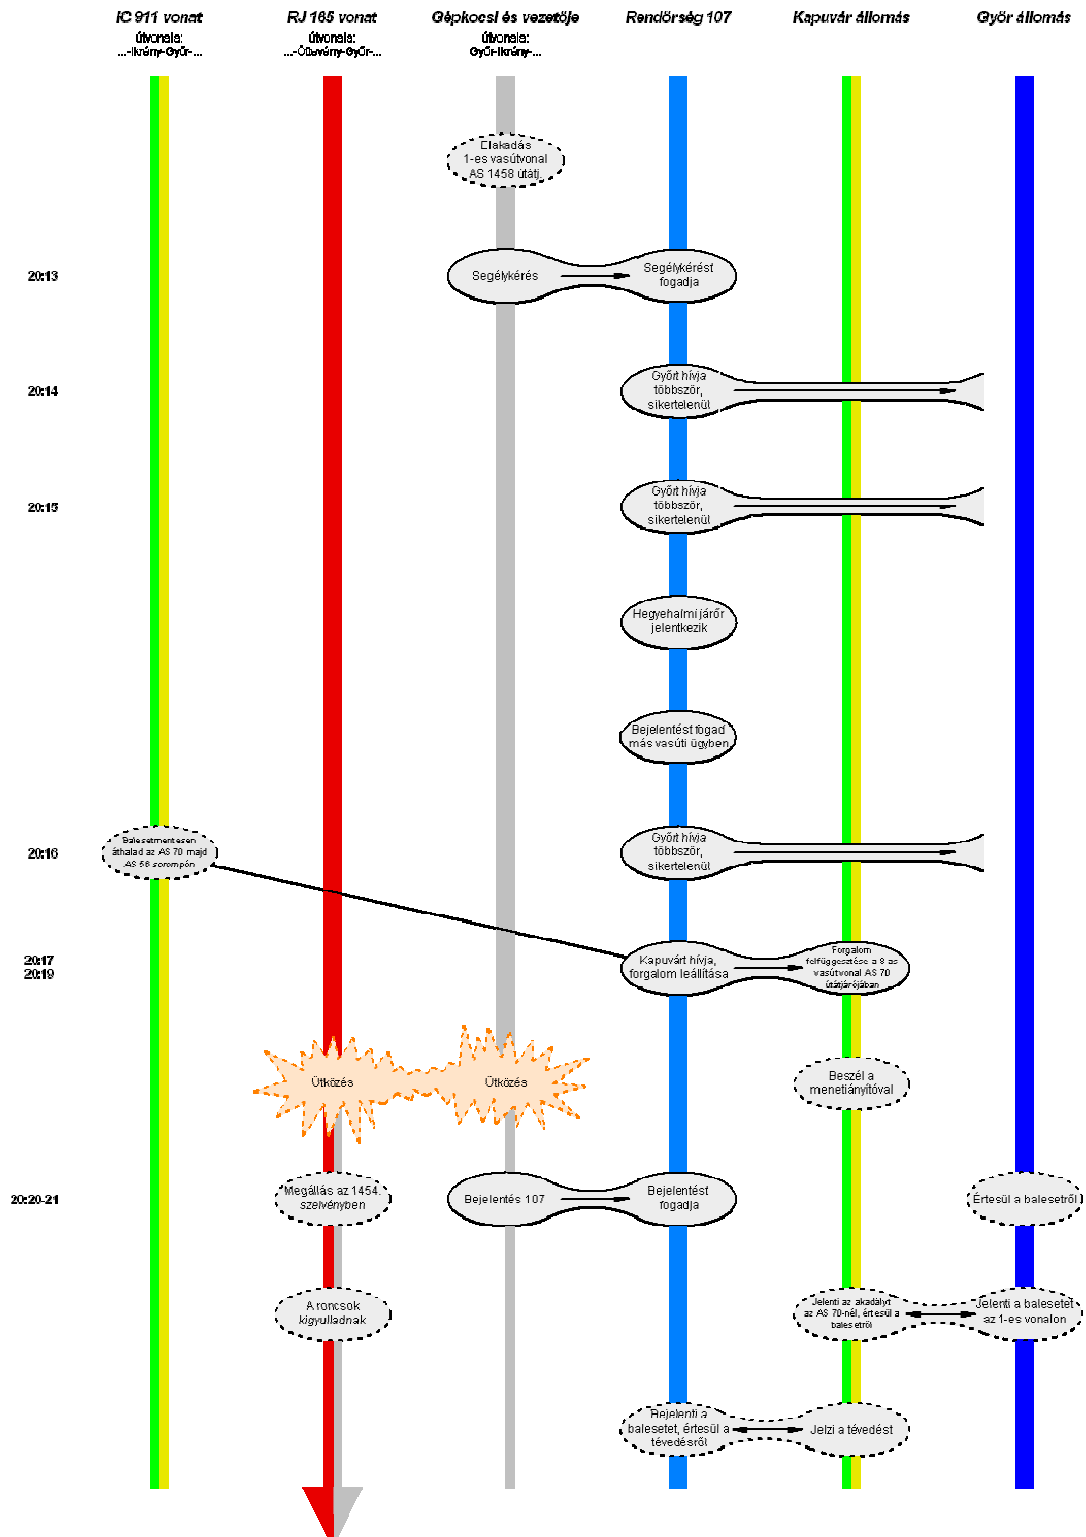 IC 911 vonat
útvonala:
...-Ikrény-Győr-...
RJ 165 vonat
útvonala:
...-Öttevény-Győr-...
Gépkocsi és vezetője
útvonala:
Győr-Ikrény-...
Rendőrség 107
Kapuvár állomás
Győr állomás
Elakadás
1-es vasútvonal
AS 1458 útátj.
20:13
Segélykérés
Segélykérést
fogadja
20:14
Győrt hívja
többször,
sikertelenül
20:15
Győrt hívja
többször,
sikertelenül
Hegyehalmi járőr
jelentkezik
Bejelentést fogad
más vasúti ügyben
20:16
Balesetmentesen
áthalad az AS 70 majd
AS 56 sorompón
Győrt hívja
többször,
sikertelenül
20:17
20:19
Kapuvárt hívja,
forgalom leállítása
Forgalom
felfüggesztése a 8-as
vasútvonal AS 70
útátjárójában
Ütközés
Ütközés
Beszél a
menetiányítóval
20:20-21
Megállás az 1454.
szelvényben
Bejelentés 107
Bejelentést
fogadja
Értesül a balesetről
A roncsok
kigyulladnak
Jelenti az akadályt
az AS 70-nél, értesül a
balesetről
Jelenti a balesetet
az 1-es vonalon
Bejelenti a
balesetet, értesül a
tévedésről
Jelzi a tévedést